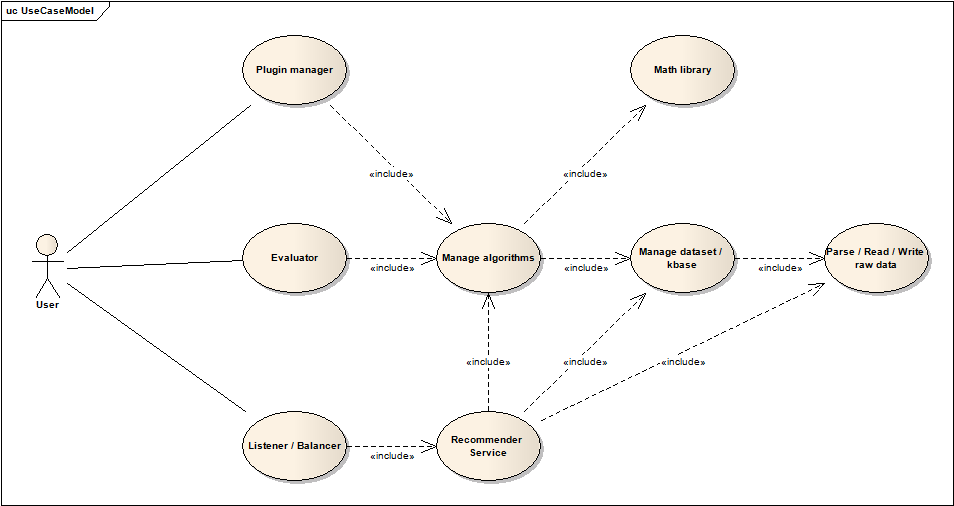 uc UseCaseModel
Plugin manager
Math library
«include»
«include»
Evaluator
Manage algorithms
Manage dataset /
kbase
Parse / Read / Write
raw data
«include»
«include»
«include»
User
«include»
«include»
«include»
Listener / Balancer
Recommender
Service
«include»